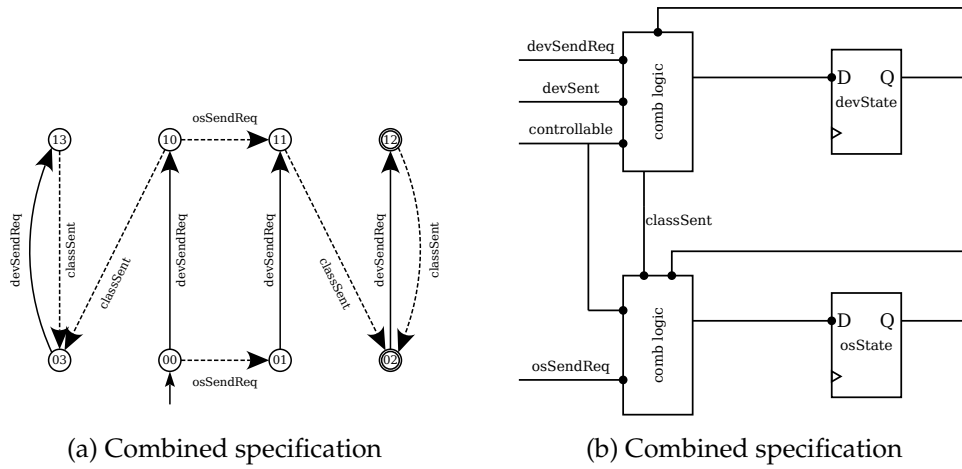 13
10
osSendReq
11
12
devSendReq
classSent
classSent
devSendReq
devSendReq
classSent
devSendReq
classSent
03
00
osSendReq
01
02
(a) Combined specification
devSendReq
devSent
controllable
comb logic
D Q
devState
classSent
osSendReq
comb logic
D Q
osState
(b) Combined specification